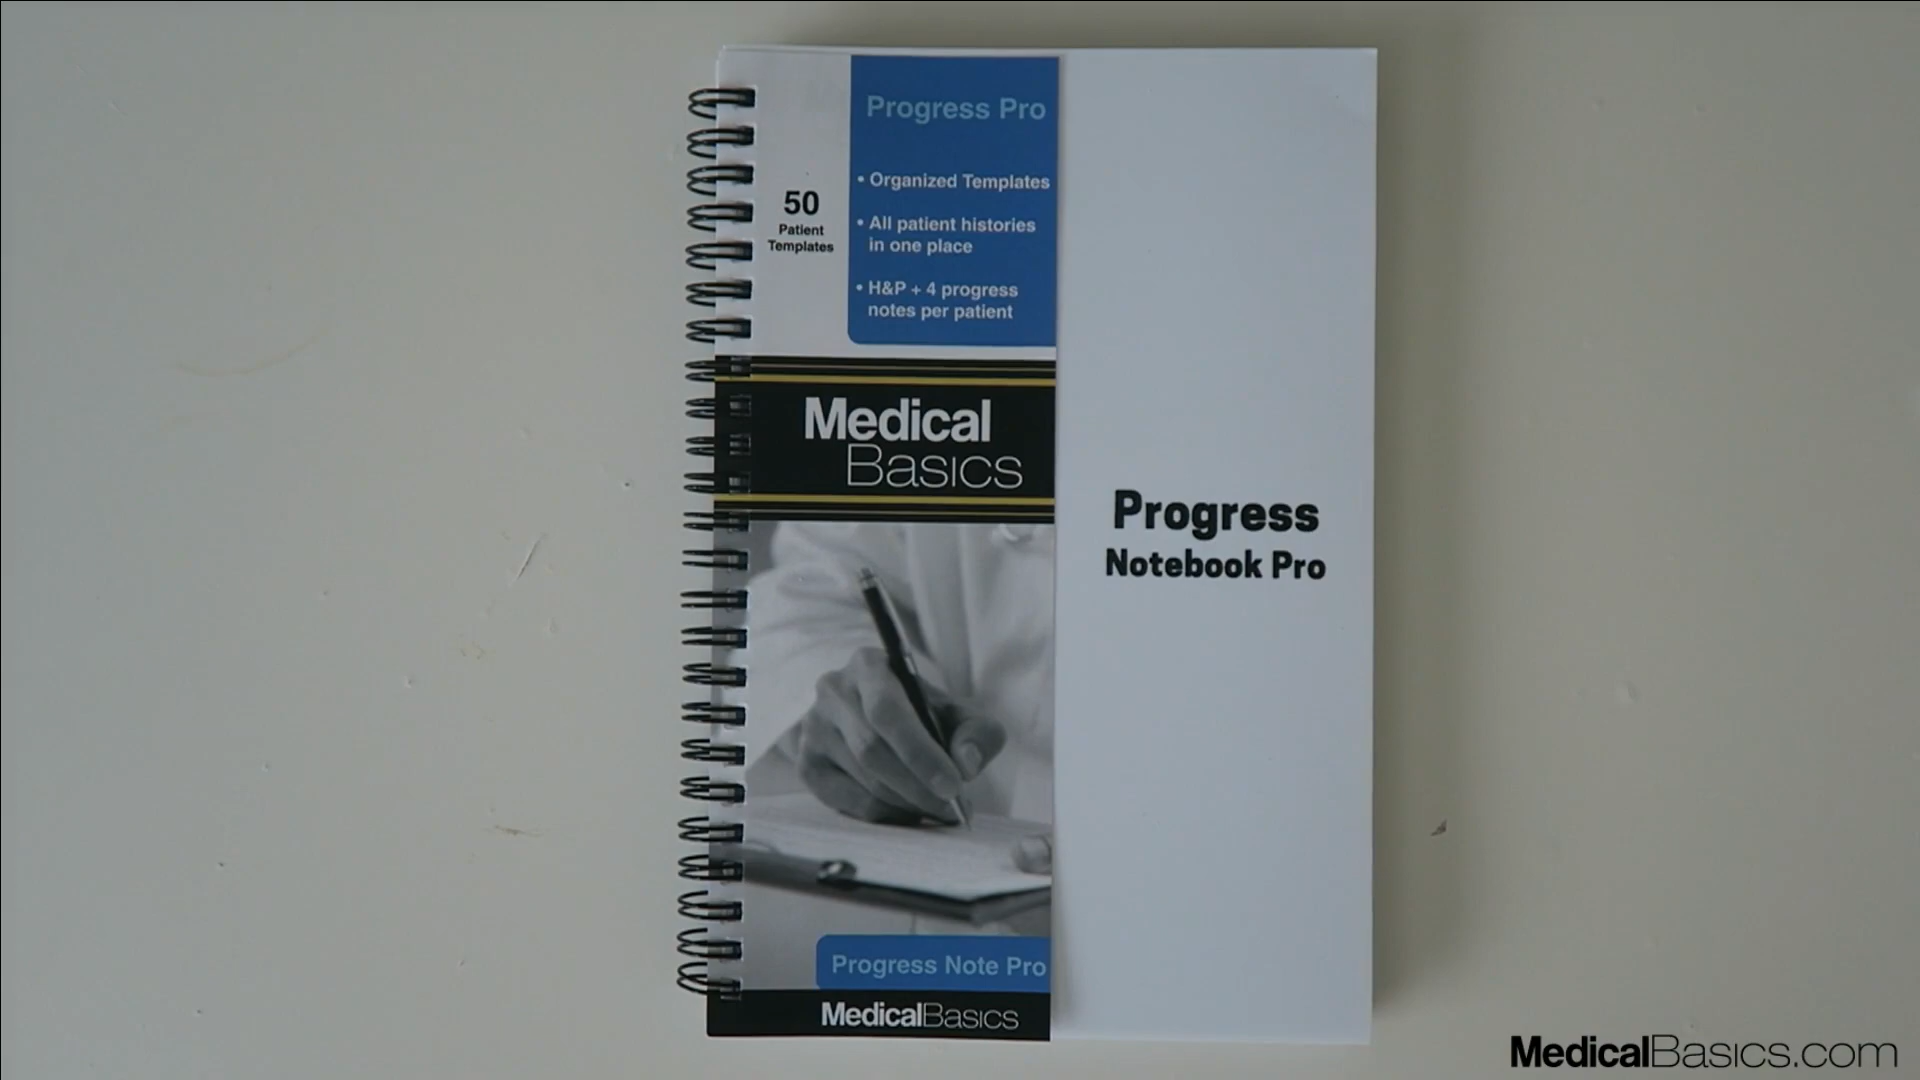 Progress Pro
• Organized Templates
• All patient histories
in one place
• H&P + 4 progress
notes per patient
50
Patient
Templates
Medical
Basics
Progress
Notebook Pro
Progress Note Pro
MedicalBasics
MedicalBasics.com